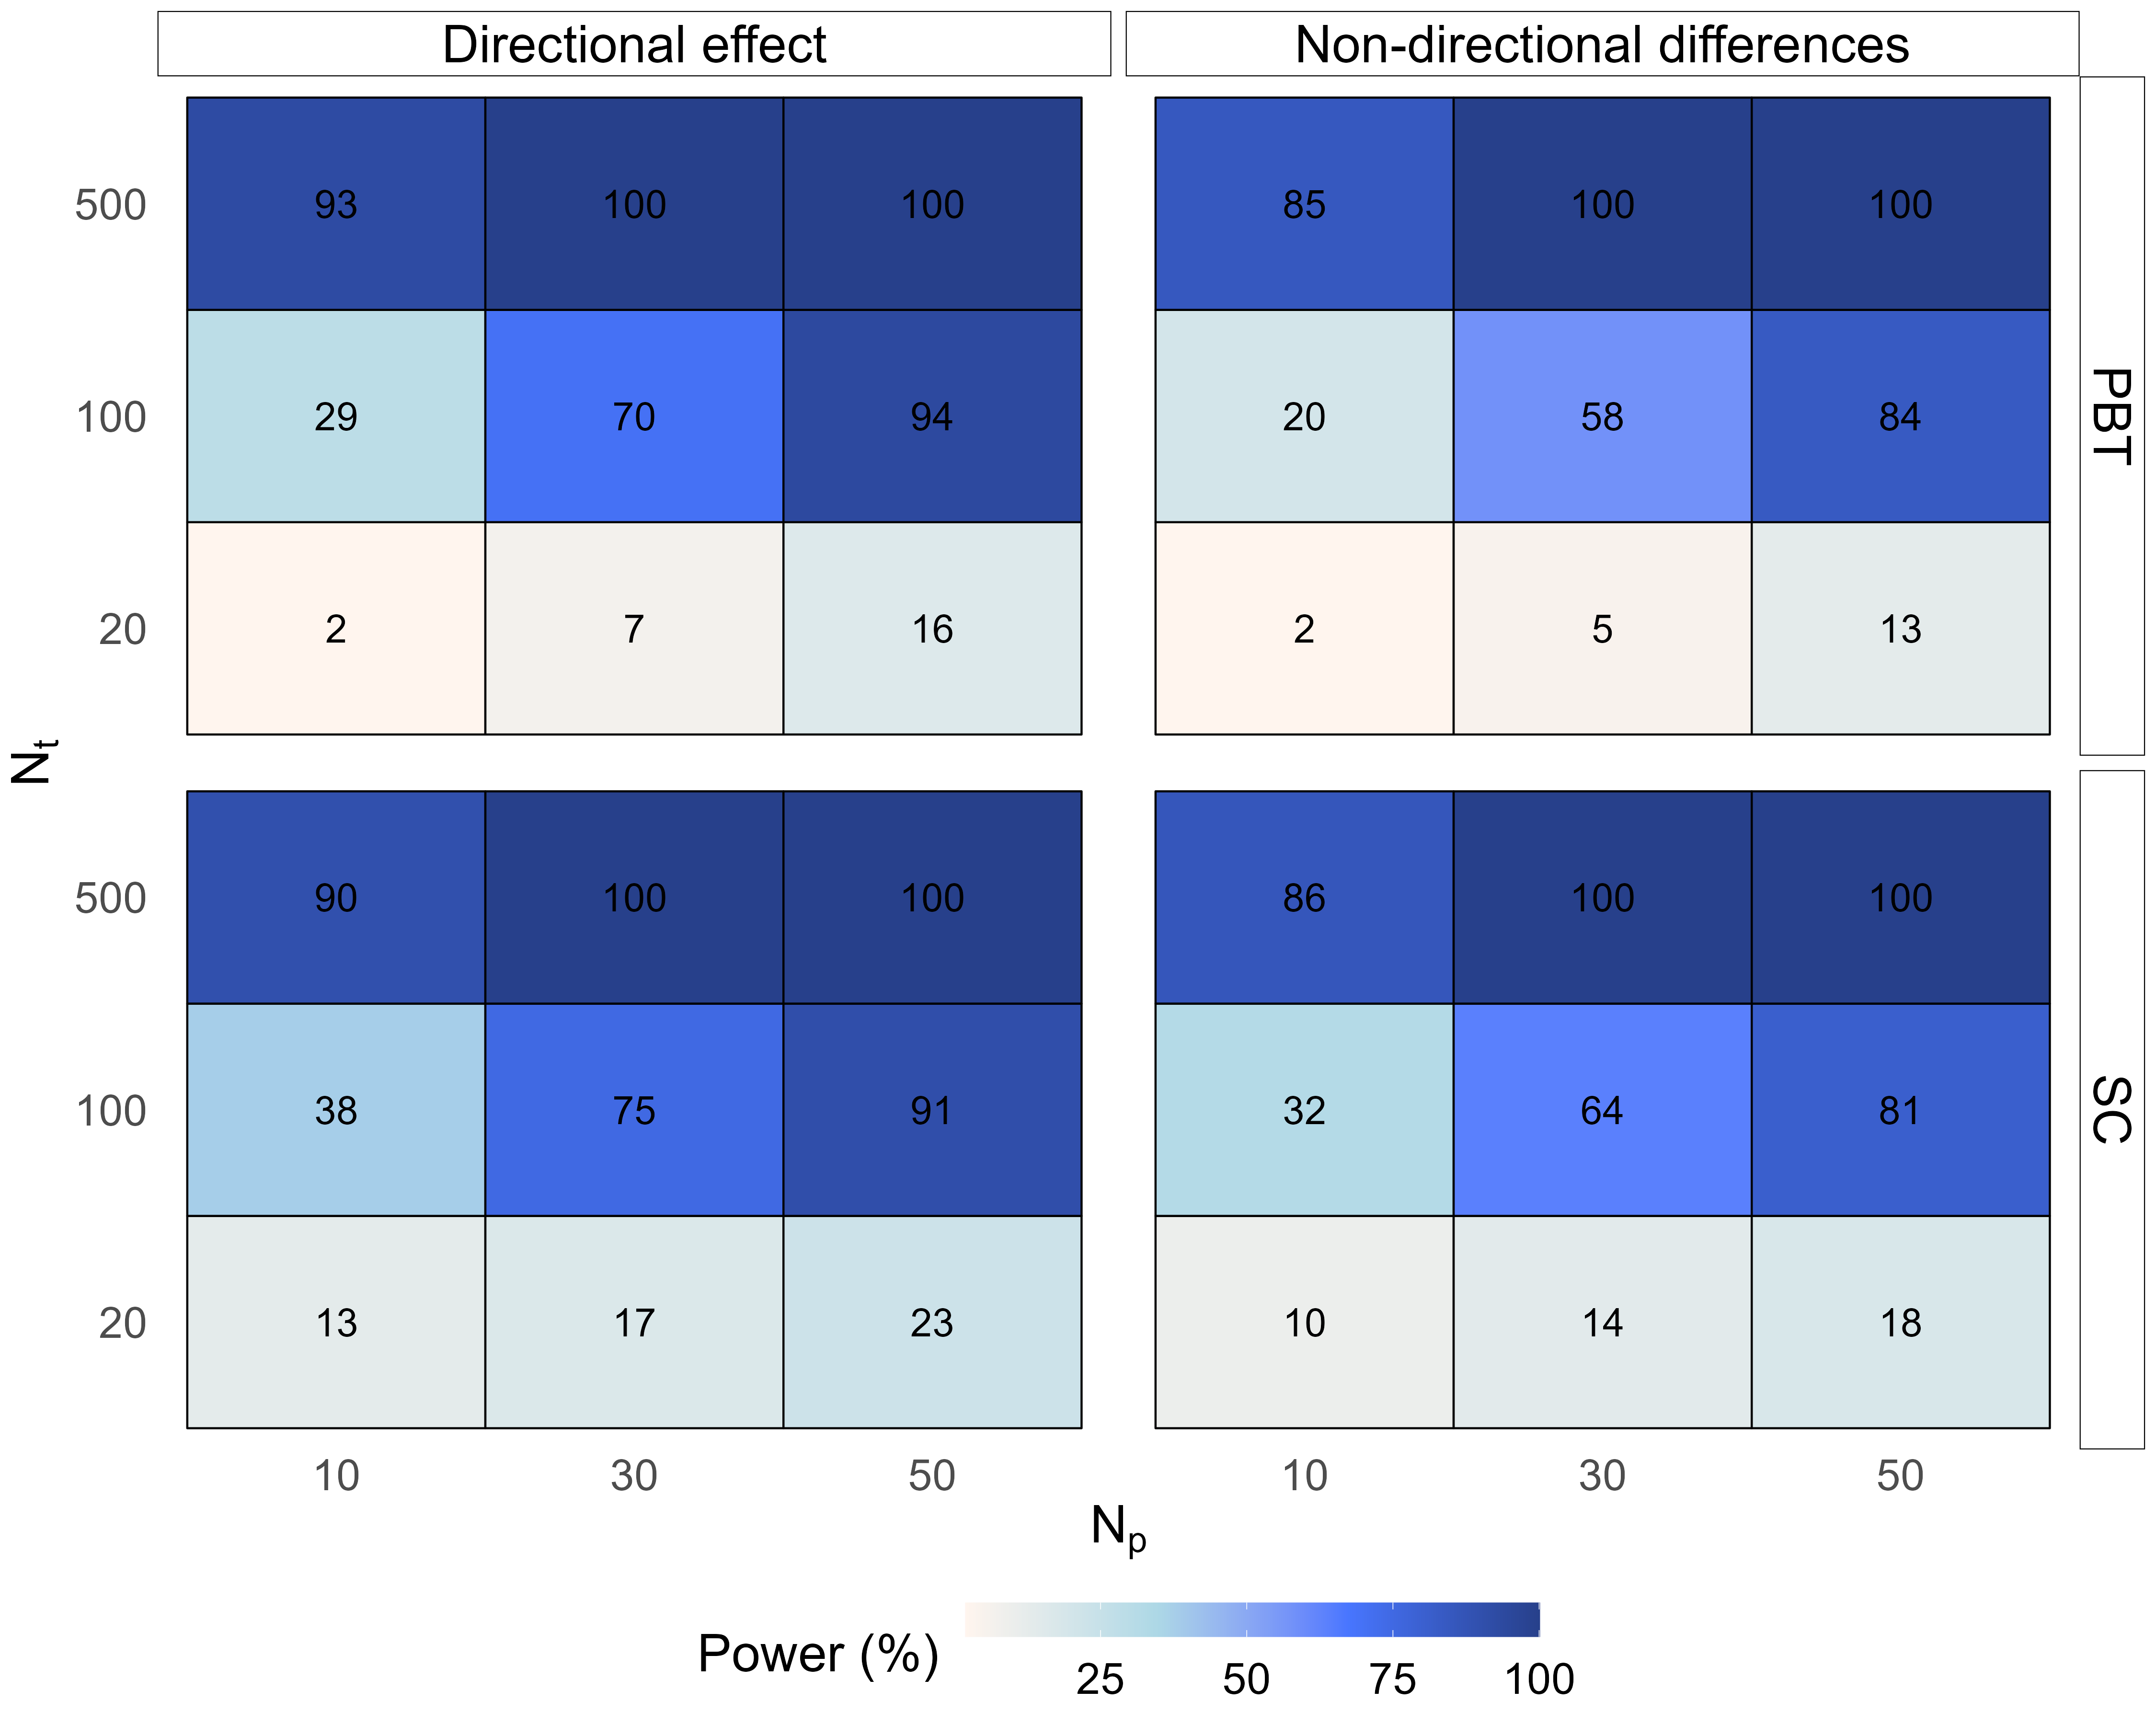 Directional effect Non-directional differences
500 93 100 100 85 100 100
100 29 70 94 20 58 84
20 2 7 16 2 5 13
PBT
Nt
500 90 100 100 86 100 100
100 38 75 91 32 64 81
20 13 17 23 10 14 18
SC
10 30 50 10 30 50
Np
Power (%)
25 50 75 100